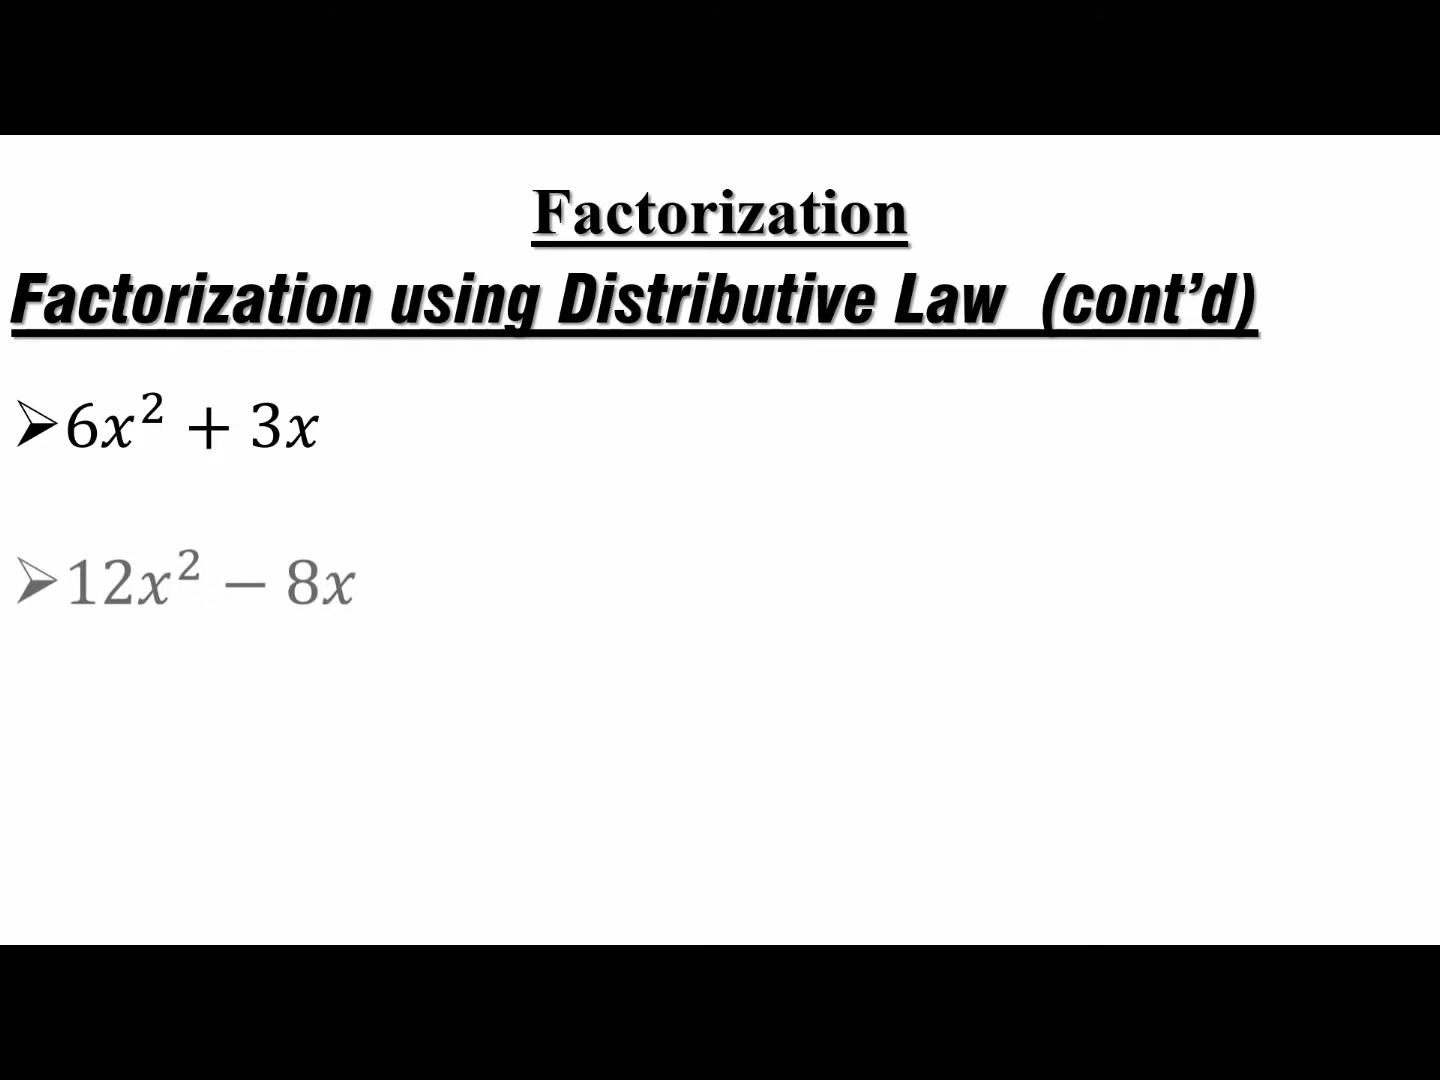 Factorization
Factorization using Distributive Law (cont’d)
➢6x² + 3x
➢12x² − 8x